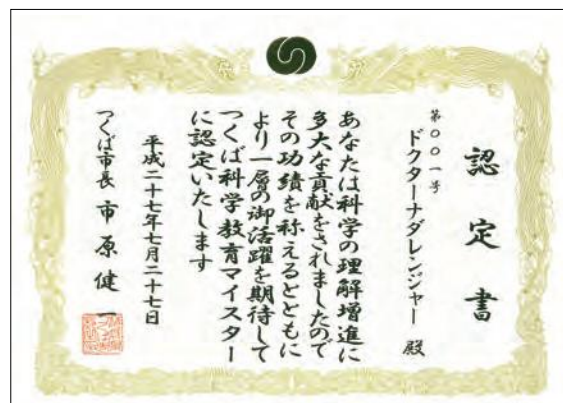 認定書
第００一号
ドクターナダレンジャー 殿
あなたは科学の理解増進に
多大な貢献をされましたので
その功績を称えるとともに
より一層の御活躍を期待して
つくば科学教育マイスター
に認定いたします
平成二十七年七月二十七日
つくば市長 市原健一